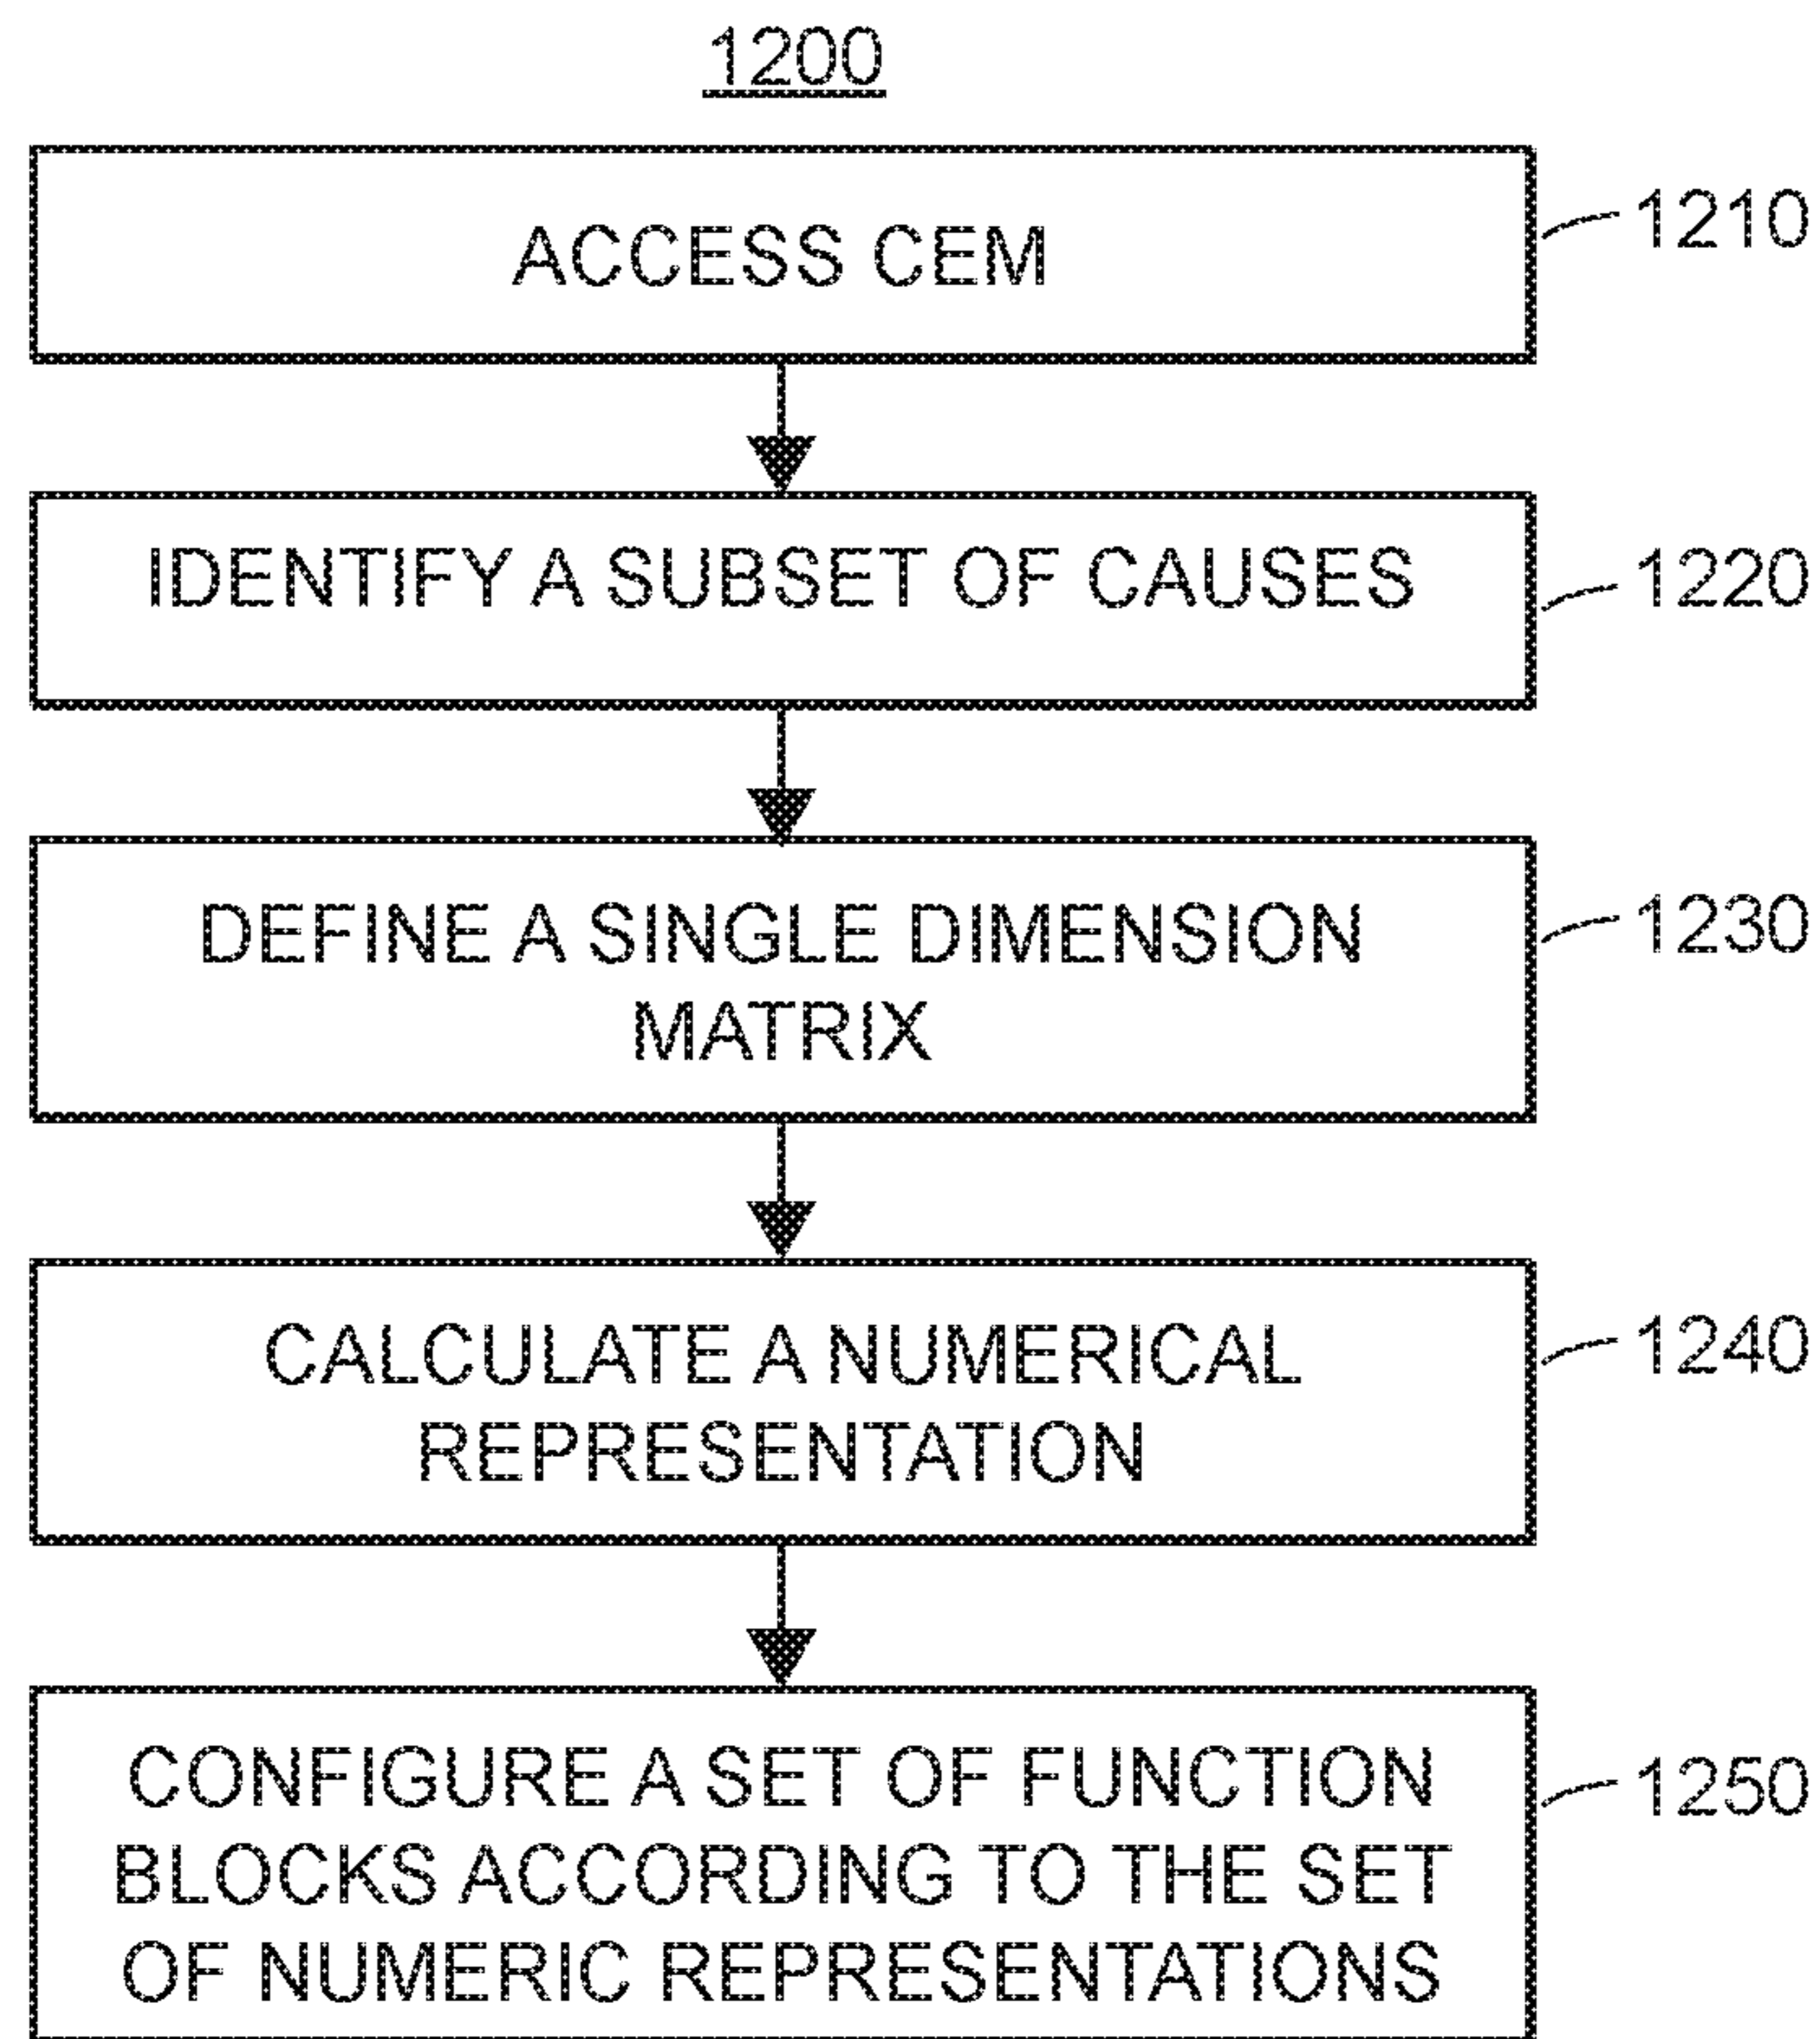 1200
ACCESS CEM
1210
IDENTIFY A SUBSET OF CAUSES
1220
DEFINE A SINGLE DIMENSION
MATRIX
1230
CALCULATE A NUMERICAL
REPRESENTATION
1240
CONFIGURE A SET OF FUNCTION
BLOCKS ACCORDING TO THE SET
OF NUMERIC REPRESENTATIONS
1250